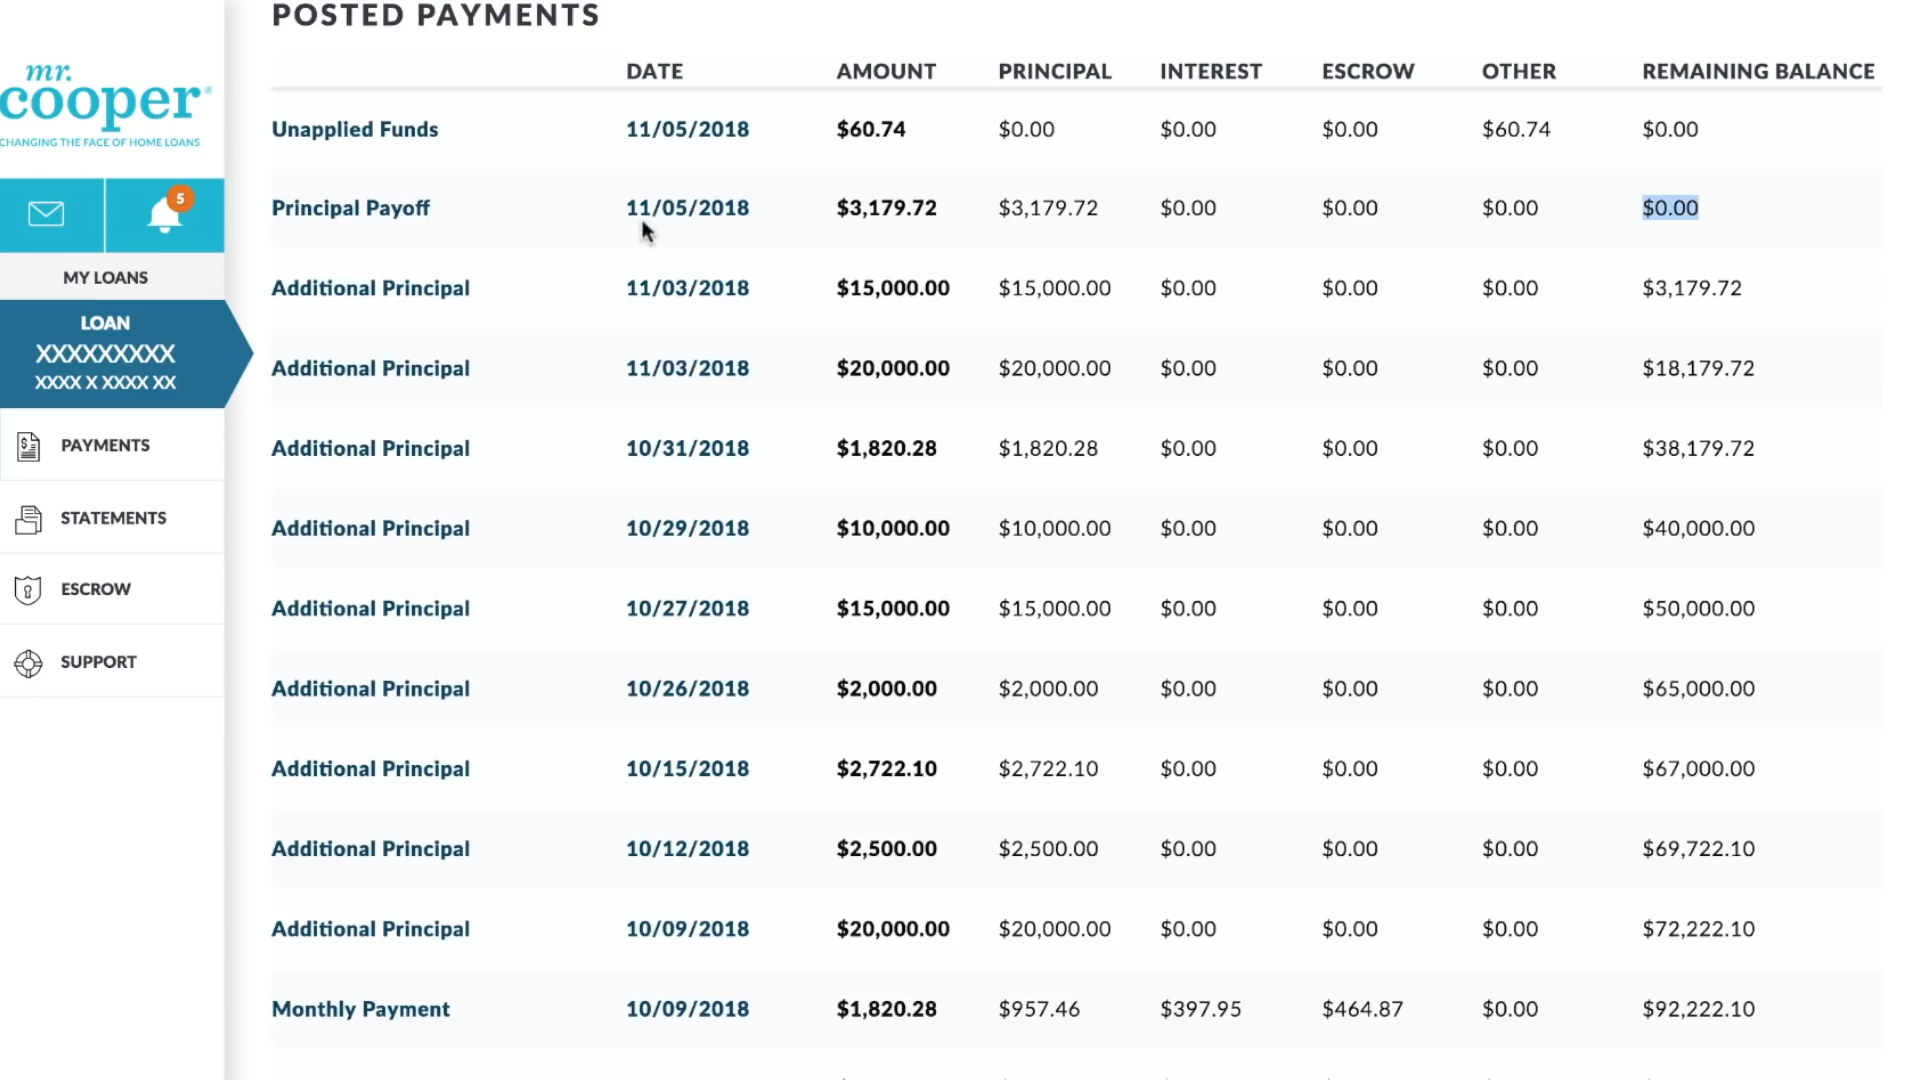 POSTED PAYMENTS
DATE AMOUNT PRINCIPAL INTEREST ESCROW OTHER REMAINING BALANCE
Unapplied Funds 11/05/2018 $60.74 $0.00 $0.00 $0.00 $60.74 $0.00
Principal Payoff 11/05/2018 $3,179.72 $3,179.72 $0.00 $0.00 $0.00 $0.00
Additional Principal 11/03/2018 $15,000.00 $15,000.00 $0.00 $0.00 $0.00 $3,179.72
Additional Principal 11/03/2018 $20,000.00 $20,000.00 $0.00 $0.00 $0.00 $18,179.72
Additional Principal 10/31/2018 $1,820.28 $1,820.28 $0.00 $0.00 $0.00 $38,179.72
Additional Principal 10/29/2018 $10,000.00 $10,000.00 $0.00 $0.00 $0.00 $40,000.00
Additional Principal 10/27/2018 $15,000.00 $15,000.00 $0.00 $0.00 $0.00 $50,000.00
Additional Principal 10/26/2018 $2,000.00 $2,000.00 $0.00 $0.00 $0.00 $65,000.00
Additional Principal 10/15/2018 $2,722.10 $2,722.10 $0.00 $0.00 $0.00 $67,000.00
Additional Principal 10/12/2018 $2,500.00 $2,500.00 $0.00 $0.00 $0.00 $69,722.10
Additional Principal 10/09/2018 $20,000.00 $20,000.00 $0.00 $0.00 $0.00 $72,222.10
Monthly Payment 10/09/2018 $1,820.28 $957.46 $397.95 $464.87 $0.00 $92,222.10
mr.
cooper®
CHANGING THE FACE OF HOME LOANS
5
MY LOANS
LOAN
XXXXXXXXX
XXXX X XXXX XX
PAYMENTS
STATEMENTS
ESCROW
SUPPORT